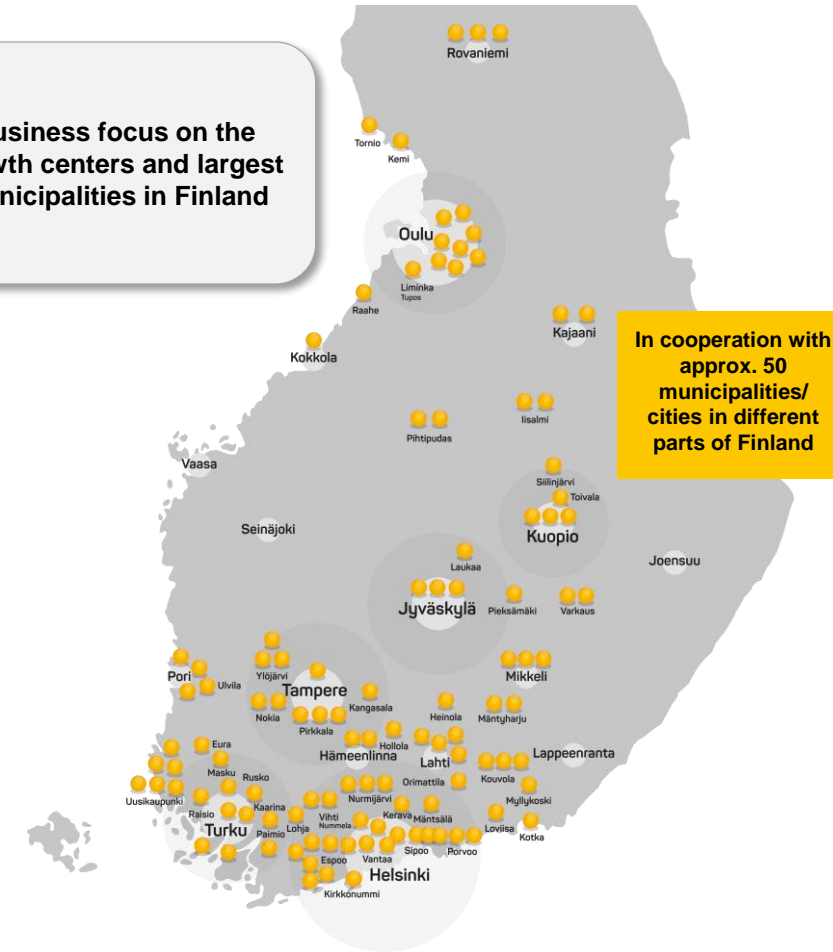 Rovaniemi
usiness focus on the
wth centers and largest
nicipalities in Finland
Tornio
Kemi
Oulu
Liminka
Tupos
Raahe
Kajaani
Kokkola
In cooperation with
approx. 50
municipalities/
cities in different
parts of Finland
Iisalmi
Pihtipudas
Vaasa
Siilinjärvi
Toivala
Seinäjoki
Kuopio
Joensuu
Laukaa
Jyväskylä
Pieksämäki
Varkaus
Pori
Ulvila
Ylöjärvi
Tampere
Kangasala
Mikkeli
Nokia
Pirkkala
Heinola
Mäntyharju
Eura
Hämeenlinna
Hollola
Lahti
Lappeenranta
Masku
Rusko
Orimattila
Kouvola
Uusikaupunki
Raisio
Kaarina
Nurmijärvi
Myllykoski
Turku
Paimio
Lohja
Vihti
Nummela
Kerava
Mäntsälä
Loviisa
Kotka
Espoo
Vantaa
Sipoo
Porvoo
Helsinki
Kirkkonummi